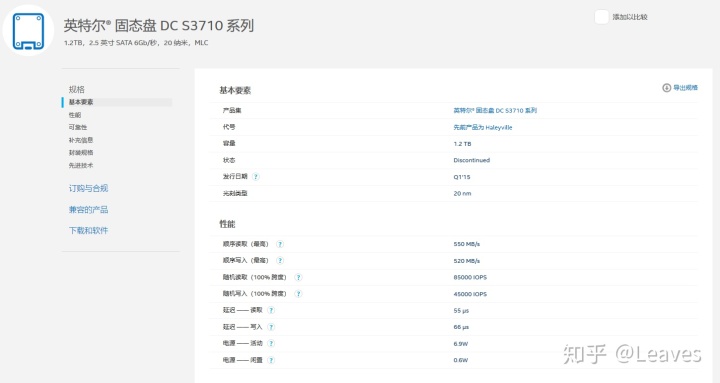 英特尔® 固态盘 DC S3710 系列
1.2TB，2.5 英寸 SATA 6Gb/秒，20 纳米，MLC
添加以比较
规格
基本要素
性能
可靠性
补充信息
封装规格
先进技术
订购与合规
兼容的产品
下载和软件
基本要素
导出规格
产品集 英特尔® 固态盘 DC S3710 系列
代号 先前产品为 Haleyville
容量 1.2 TB
状态 Discontinued
发行日期 ? Q1'15
光刻类型 20 nm
性能
顺序读取（最高） ? 550 MB/s
顺序写入（最高） ? 520 MB/s
随机读取（100% 跨度） ? 85000 IOPS
随机写入（100% 跨度） ? 45000 IOPS
延迟 —— 读取 ? 55 µs
延迟 —— 写入 ? 66 µs
电源 —— 活动 ? 6.9W
电源 —— 闲置 ? 0.6W
知乎 @Leaves